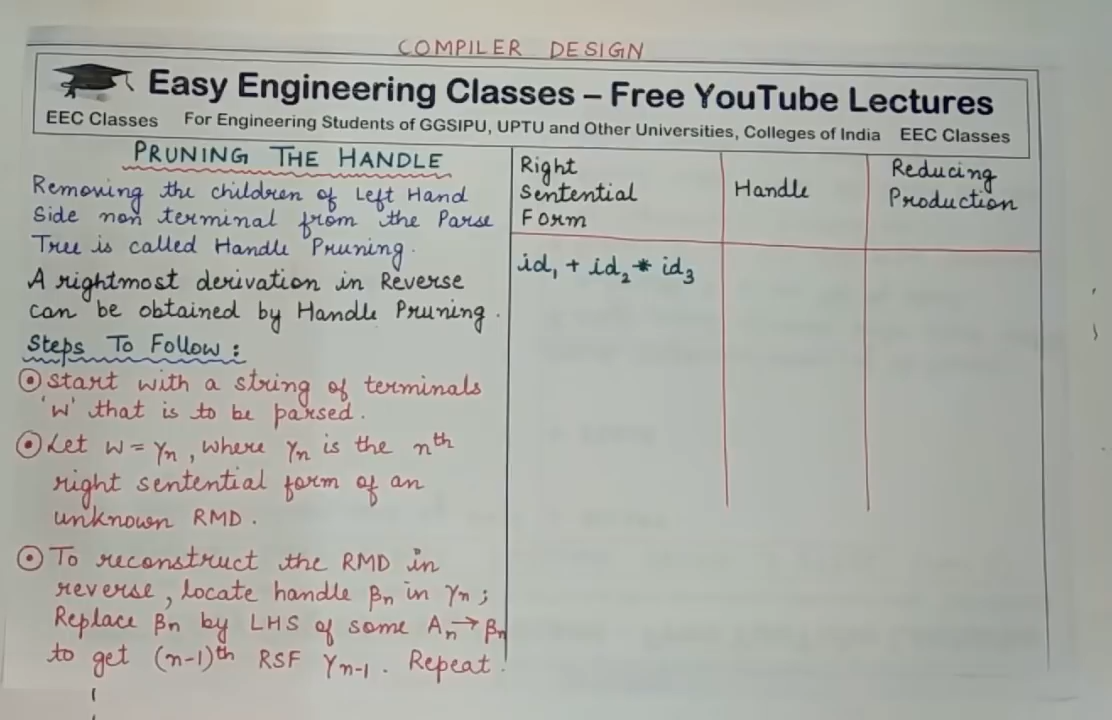 COMPILER DESIGN
Easy Engineering Classes – Free YouTube Lectures
EEC Classes For Engineering Students of GGSIPU, UPTU and Other Universities, Colleges of India EEC Classes
PRUNING THE HANDLE
Removing the children of Left Hand
Side non terminal from the Parse
Tree is called Handle Pruning.
A rightmost derivation in Reverse
can be obtained by Handle Pruning.
Steps To Follow:
Start with a string of terminals
'w' that is to be parsed.
Let w = γₙ, where γₙ is the nᵗʰ
right sentential form of an
unknown RMD.
To reconstruct the RMD in
reverse, locate handle βₙ in γₙ;
Replace βₙ by LHS of some Aₙ→βₙ
to get (n-1)ᵗʰ RSF γₙ₋₁. Repeat.
Right
Sentential
Form
Handle
Reducing
Production
id₁ + id₂ * id₃